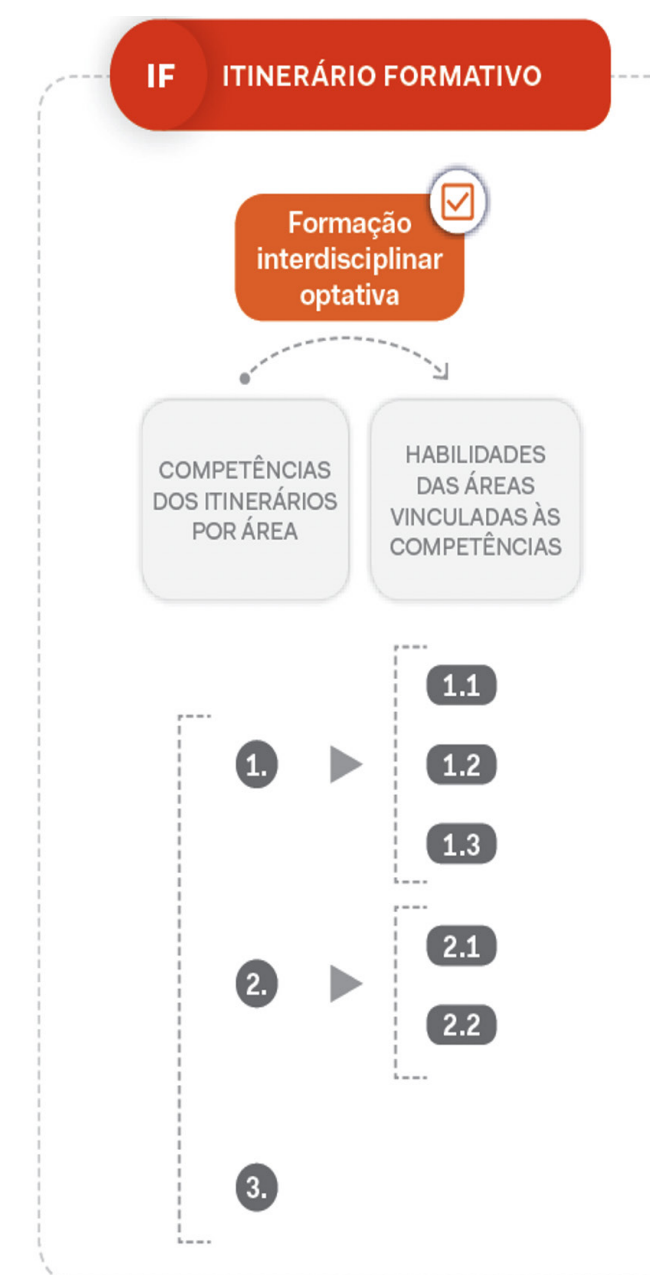 IF ITINERÁRIO FORMATIVO
Formação
interdisciplinar
optativa
COMPETÊNCIAS
DOS ITINERÁRIOS
POR ÁREA
HABILIDADES
DAS ÁREAS
VINCULADAS ÀS
COMPETÊNCIAS
1.
1.1
1.2
1.3
2.
2.1
2.2
3.